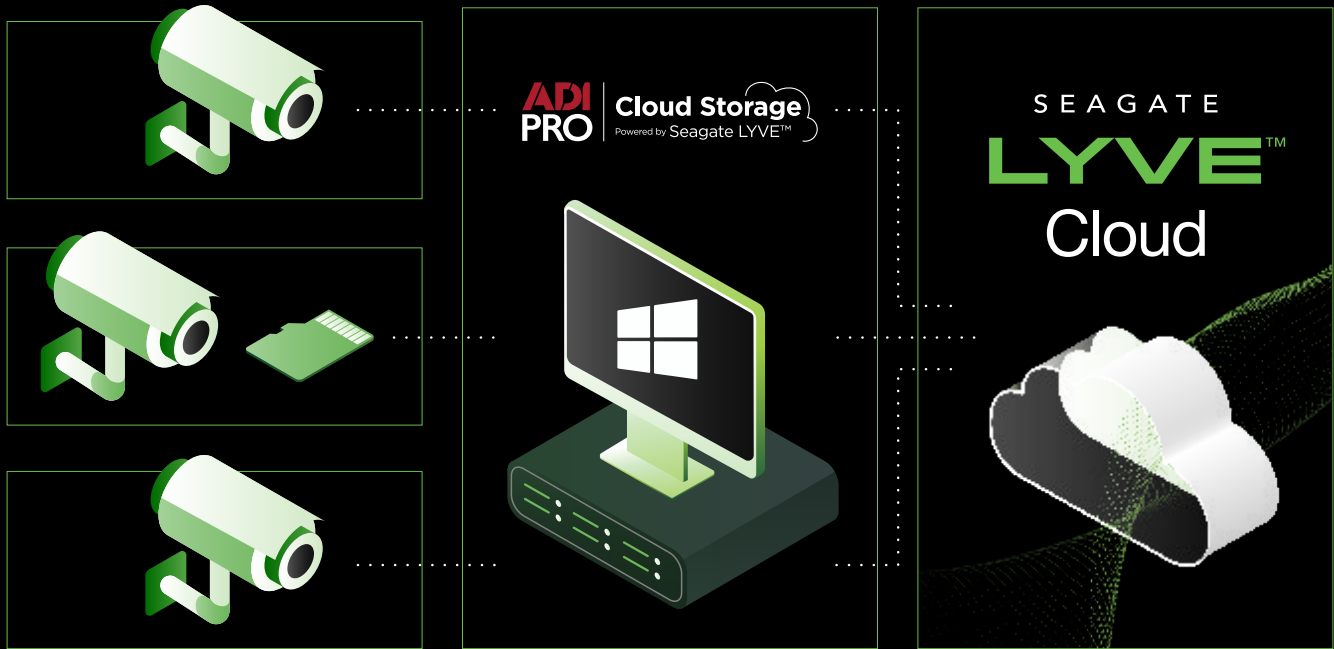 ADI
PRO
Cloud Storage
Powered by Seagate LYVE™
SEAGATE
LYVE™
Cloud